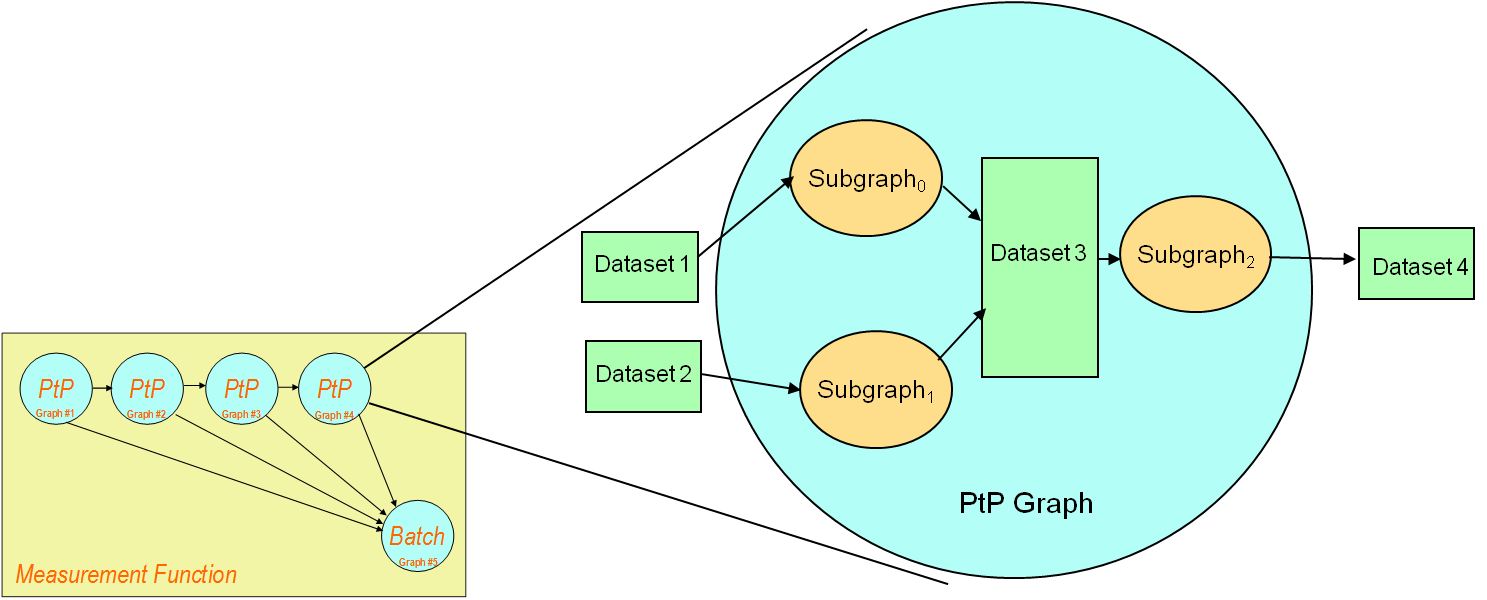 Subgraph₀
Dataset 1
Dataset 3
Subgraph₂
Dataset 4
Dataset 2
Subgraph₁
PtP Graph
PtP
Graph #1
PtP
Graph #2
PtP
Graph #3
PtP
Graph #4
Batch
Graph #5
Measurement Function